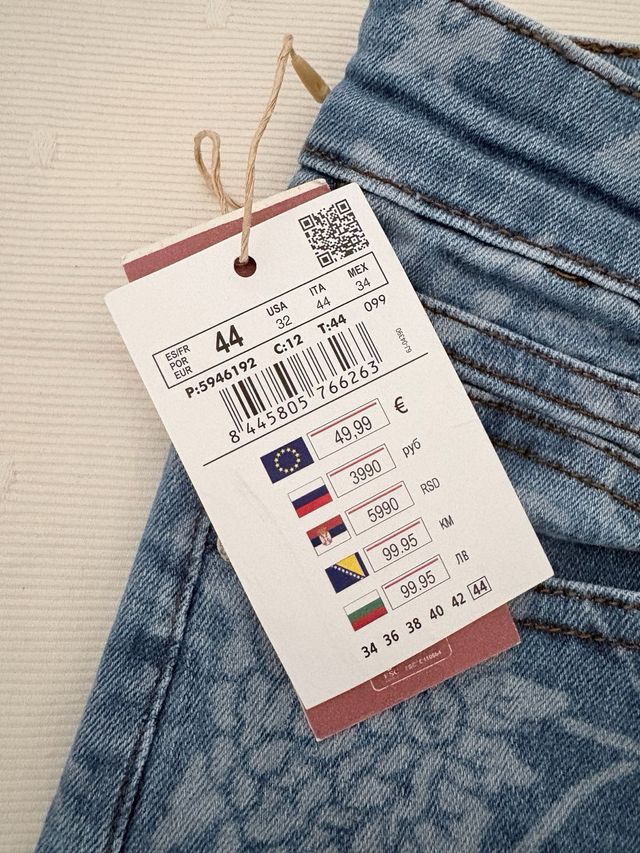 ES/FR
POR
EUR
44
USA
32
ITA
44
MEX
34
P:5946192 C:12 T:44 099
8 445805 766263
49,99 €
3990 руб
5990 RSD
99.95 KM
99.95 ЛВ
34 36 38 40 42 44